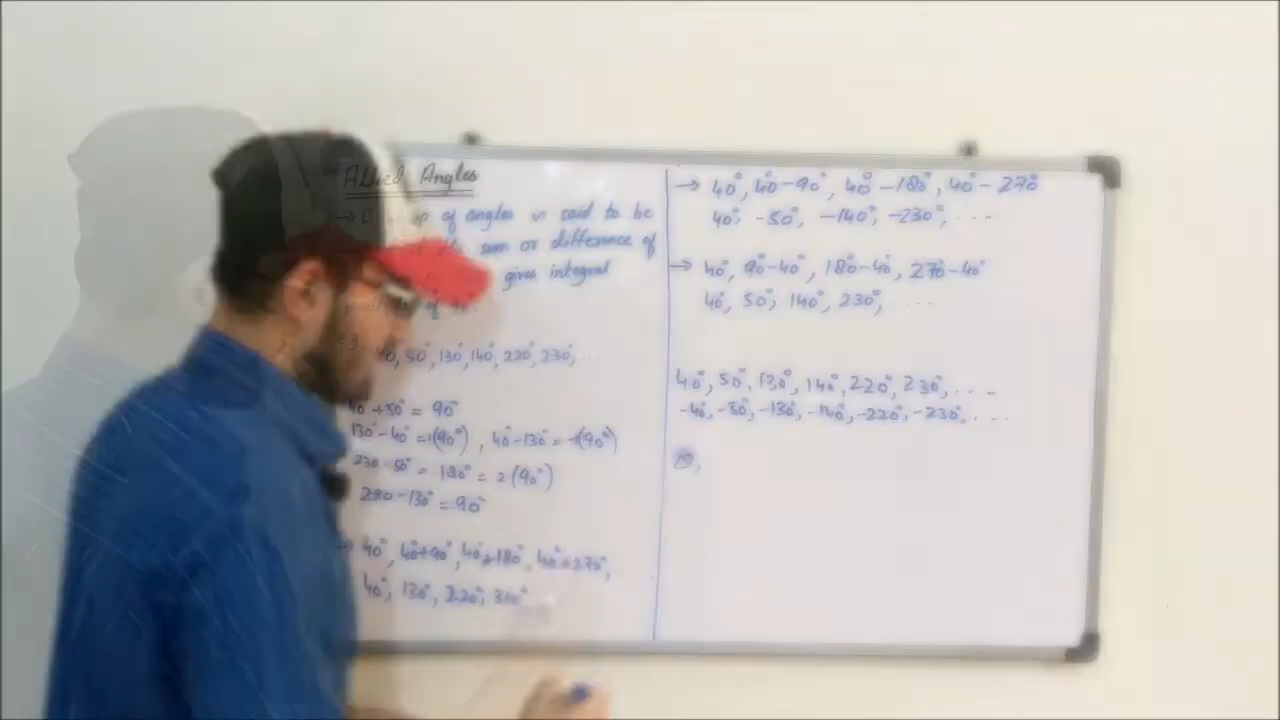 Allied Angles
→ of angles is said to be
sum or difference of
gives integral
of
50°, 130°, 140°, 220°, 230°, ...
40 + 50° = 90°
130° - 40° = 1(90°) , 40° - 130° = -1(90°)
230 - 50° = 180° = 2(90°)
220 - 130° = 90°
→ 40°, 40°+90°, 40°+180°, 40°+270°,
40°, 130°, 220°, 310°
→ 40°, 40°-90°, 40°-180°, 40°-270°
40°, -50°, -140°, -230°, ...
→ 40°, 90°-40°, 180°-40°, 270°-40°
40°, 50°, 140°, 230°, ....
40°, 50°, 130°, 140°, 220°, 230°, ....
-40°, -50°, -130°, -140°, -220°, -230°, ....